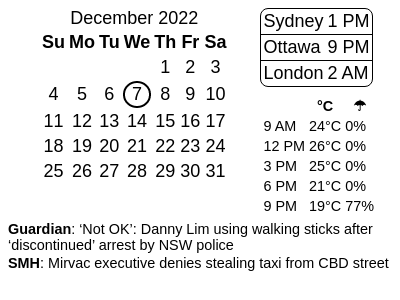 December 2022
Su Mo Tu We Th Fr Sa
1 2 3
4 5 6 7 8 9 10
11 12 13 14 15 16 17
18 19 20 21 22 23 24
25 26 27 28 29 30 31
Sydney 1 PM
Ottawa 9 PM
London 2 AM
°C ☂
9 AM 24°C 0%
12 PM 26°C 0%
3 PM 25°C 0%
6 PM 21°C 0%
9 PM 19°C 77%
Guardian: ‘Not OK’: Danny Lim using walking sticks after
‘discontinued’ arrest by NSW police
SMH: Mirvac executive denies stealing taxi from CBD street